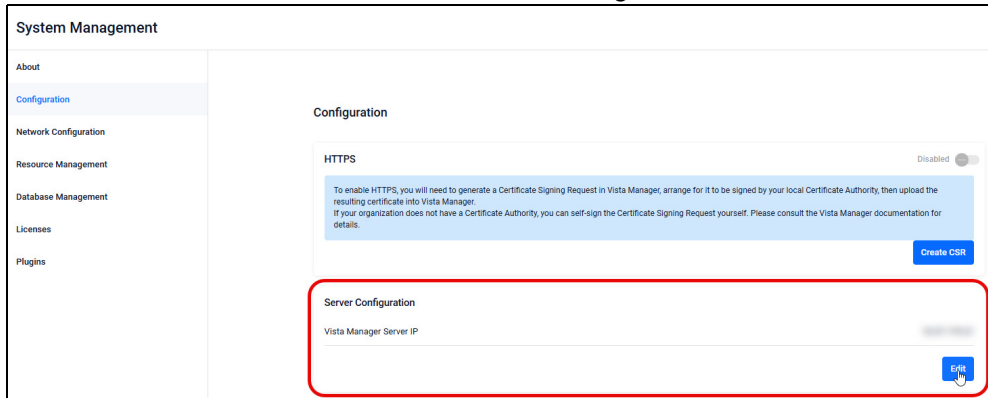 System Management
About
Configuration
Network Configuration
Resource Management
Database Management
Licenses
Plugins
Configuration
HTTPS
Disabled
To enable HTTPS, you will need to generate a Certificate Signing Request in Vista Manager, arrange for it to be signed by your local Certificate Authority, then upload the
resulting certificate into Vista Manager.
If your organization does not have a Certificate Authority, you can self-sign the Certificate Signing Request yourself. Please consult the Vista Manager documentation for
details.
Create CSR
Server Configuration
Vista Manager Server IP
Edit